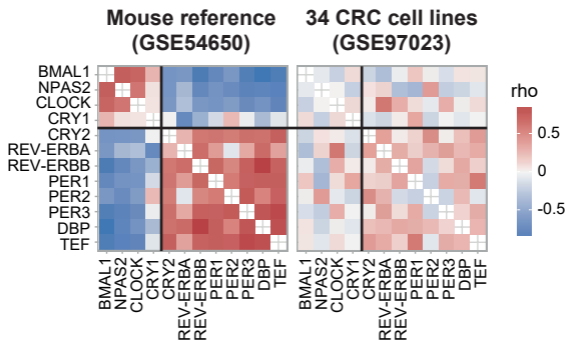 Mouse reference
(GSE54650)
34 CRC cell lines
(GSE97023)
BMAL1
NPAS2
CLOCK
CRY1
CRY2
REV-ERBA
REV-ERBB
PER1
PER2
PER3
DBP
TEF
BMAL1
NPAS2
CLOCK
CRY1
CRY2
REV-ERBA
REV-ERBB
PER1
PER2
PER3
DBP
TEF
BMAL1
NPAS2
CLOCK
CRY1
CRY2
REV-ERBA
REV-ERBB
PER1
PER2
PER3
DBP
TEF
rho
0.5
0
-0.5